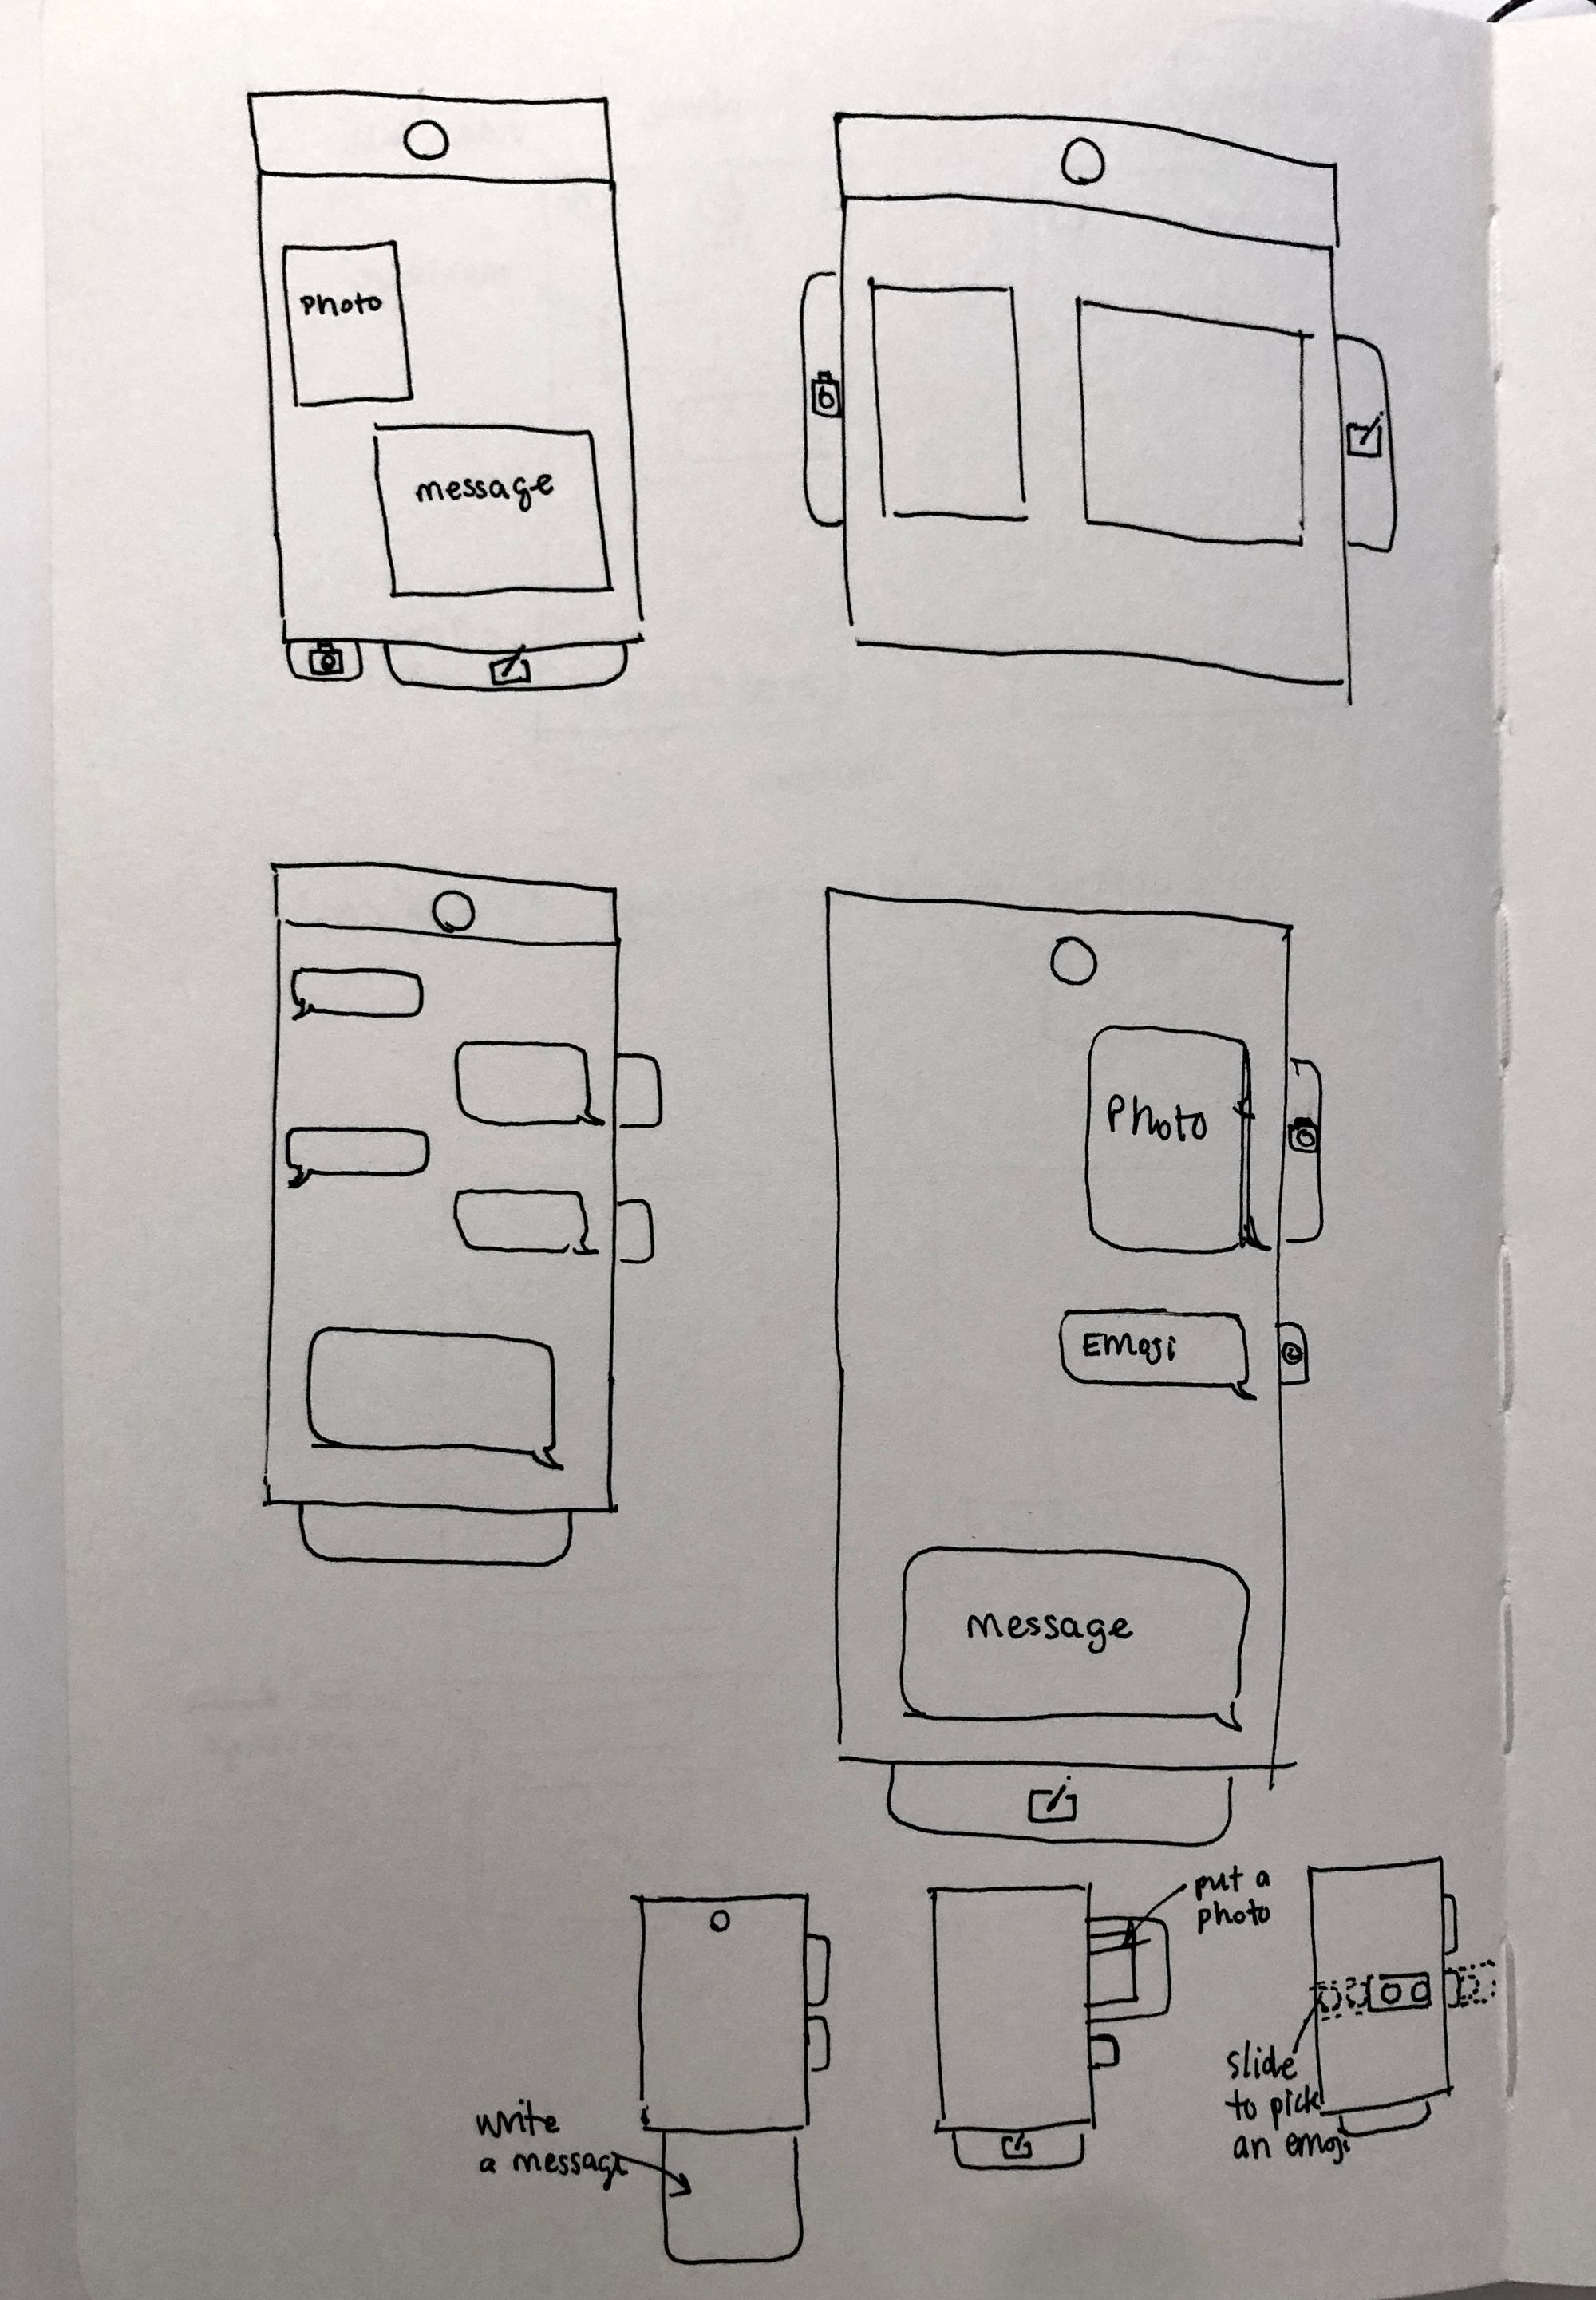 Photo
message
Photo
EMoji
Message
put a
photo
write
a message
slide
to pick
an emoji